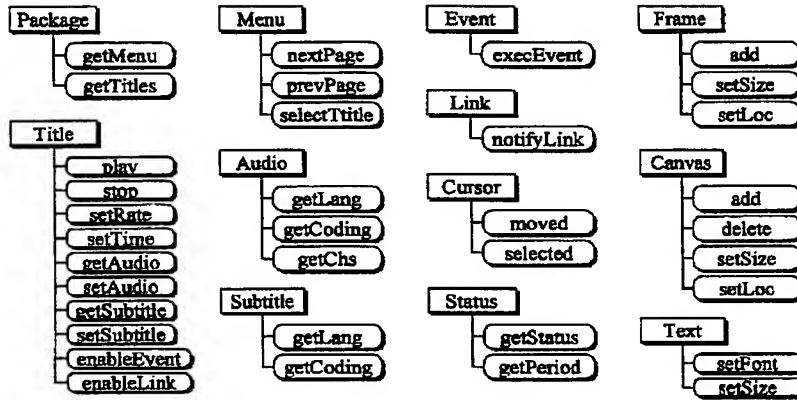 Package
getMenu
getTitles
Title
play
stop
setRate
setTime
getAudio
setAudio
getSubtitle
setSubtitle
enableEvent
enableLink
Menu
nextPage
prevPage
selectTtitle
Audio
getLang
getCoding
getChs
Subtitle
getLang
getCoding
Event
execEvent
Link
notifyLink
Cursor
moved
selected
Status
getStatus
getPeriod
Frame
add
setSize
setLoc
Canvas
add
delete
setSize
setLoc
Text
setFont
setSize